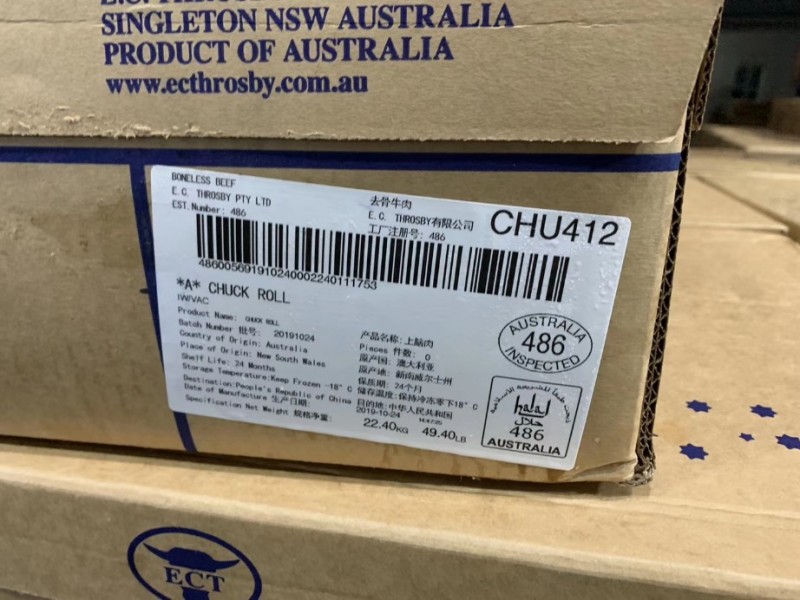 SINGLETON NSW AUSTRALIA
PRODUCT OF AUSTRALIA
www.ecthrosby.com.au
BONELESS BEEF
E.C. THROSBY PTY LTD
EST.Number: 486
去骨牛肉
E.C. THROSBY有限公司
工厂注册号: 486
CHU412
*A* CHUCK ROLL
IW/VAC
Product Name: CHUCK ROLL
Batch Number 批号: 20191024
Country of Origin: Australia
Place of Origin: New South Wales
Shelf Life: 24 Months
Storage Temperature:Keep Frozen -18° C
Destination:People's Republic of China
Date of Manufacture 生产日期:
Specification Net Weight 规格净重:
产品名称: 上脑肉
Pieces 件数: 0
原产国: 澳大利亚
原产地: 新南威尔士州
保质期: 24个月
储存温度: 保持冷冻零下18° C
目的地: 中华人民共和国
2019-10-24
22.40KG 49.40LB
AUSTRALIA
486
INSPECTED
halal
حلال
486
AUSTRALIA
ECT